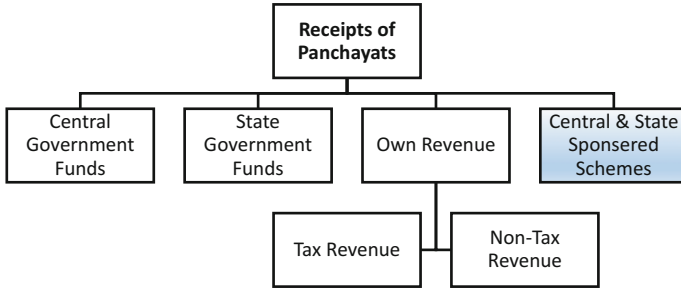 Receipts of
Panchayats
Central
Government
Funds
State
Government
Funds
Own Revenue
Central & State
Sponsered
Schemes
Tax Revenue
Non-Tax
Revenue